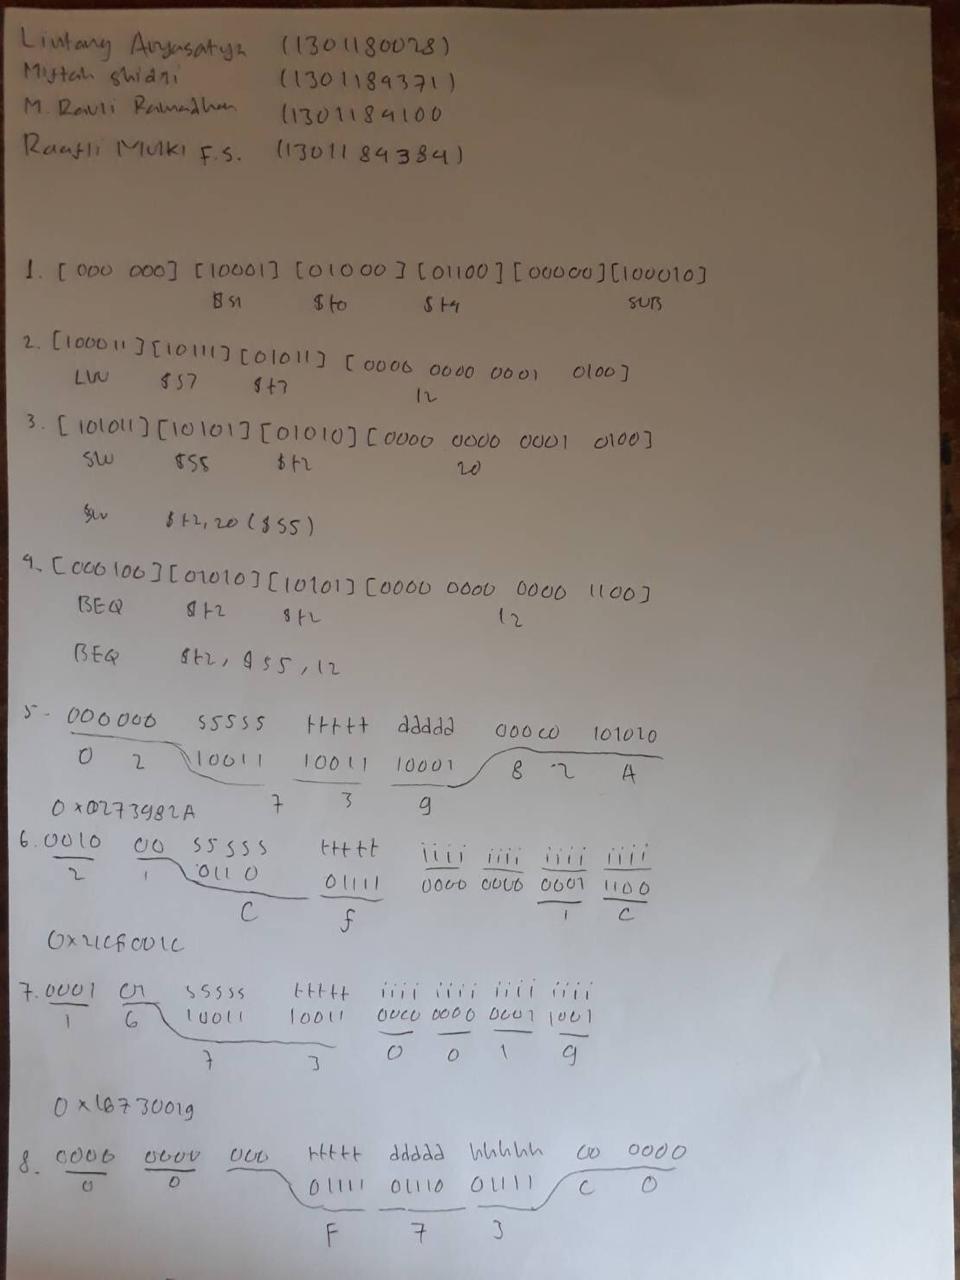 Lintang Aryasatya (1301180028)
Miftah Shidni (1301189371)
M. Rauli Ramadhan (1301184100
Raafli Mulki F.S. (1301184384)
1. [000 000] [10001] [01000] [01100] [00000] [100010]
$s1 $t0 $t4 SUB
2. [100011] [10111] [01011] [0000 0000 0001 0100]
LW $s7 $t3 12
3. [101011] [10101] [01010] [0000 0000 0001 0100]
SW $s5 $t2 20
SW $t2, 20 ($s5)
4. [000100] [01010] [10101] [0000 0000 0000 1100]
BEQ $t2 $t2 12
BEQ $t2, $s5, 12
5- 000000 sssss ttttt ddddd 00000 101010
0 2 10011 10011 10001 8 2 A
7 3 9
0x0273982A
6. 0010 00 sssss ttttt iiii iiii iiii iiii
2 1 0110 01111 0000 0000 0001 1100
C f 1 C
0x21CF001C
7. 0001 01 sssss ttttt iiii iiii iiii iiii
1 6 10011 10011 0000 0000 0001 1001
7 3 0 0 1 9
0x16730019
8. 0000 0000 000 ttttt ddddd hhhhh 00 0000
0 0 01111 01110 01111 C 0
F 7 3